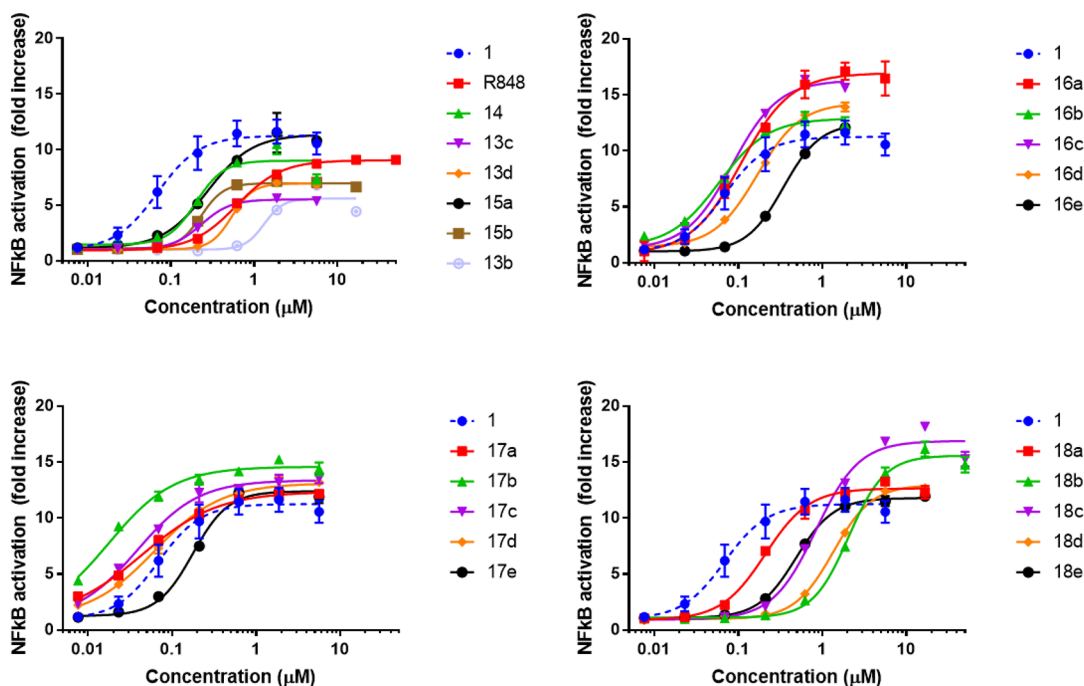 NFkB activation (fold increase)
20
15
10
5
0
0.01 0.1 1 10
Concentration (μM)
1
R848
14
13c
13d
15a
15b
13b
NFkB activation (fold increase)
20
15
10
5
0
0.01 0.1 1 10
Concentration (μM)
1
16a
16b
16c
16d
16e
NFkB activation (fold increase)
20
15
10
5
0
0.01 0.1 1 10
Concentration (μM)
1
17a
17b
17c
17d
17e
NFkB activation (fold increase)
20
15
10
5
0
0.01 0.1 1 10
Concentration (μM)
1
18a
18b
18c
18d
18e